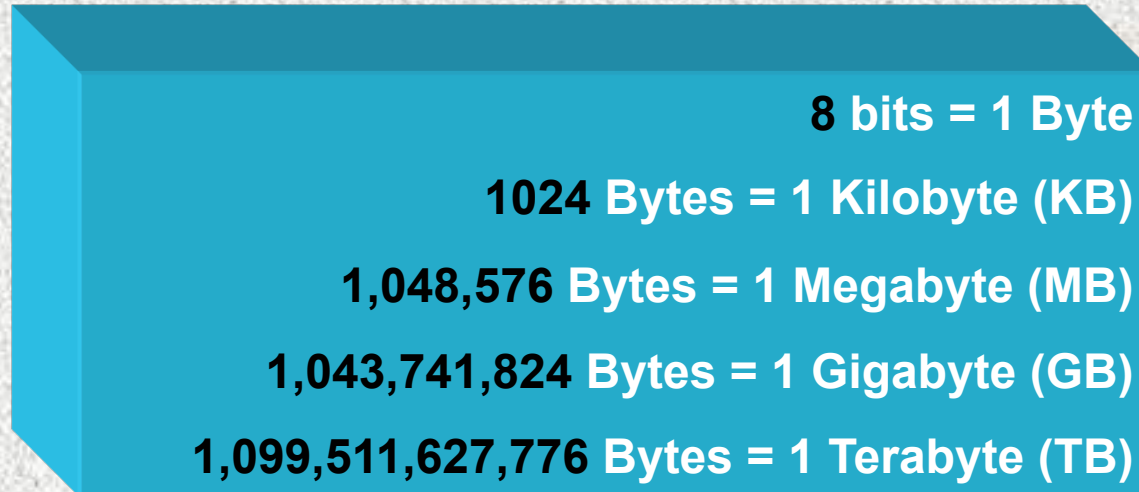 8 bits = 1 Byte
1024 Bytes = 1 Kilobyte (KB)
1,048,576 Bytes = 1 Megabyte (MB)
1,043,741,824 Bytes = 1 Gigabyte (GB)
1,099,511,627,776 Bytes = 1 Terabyte (TB)